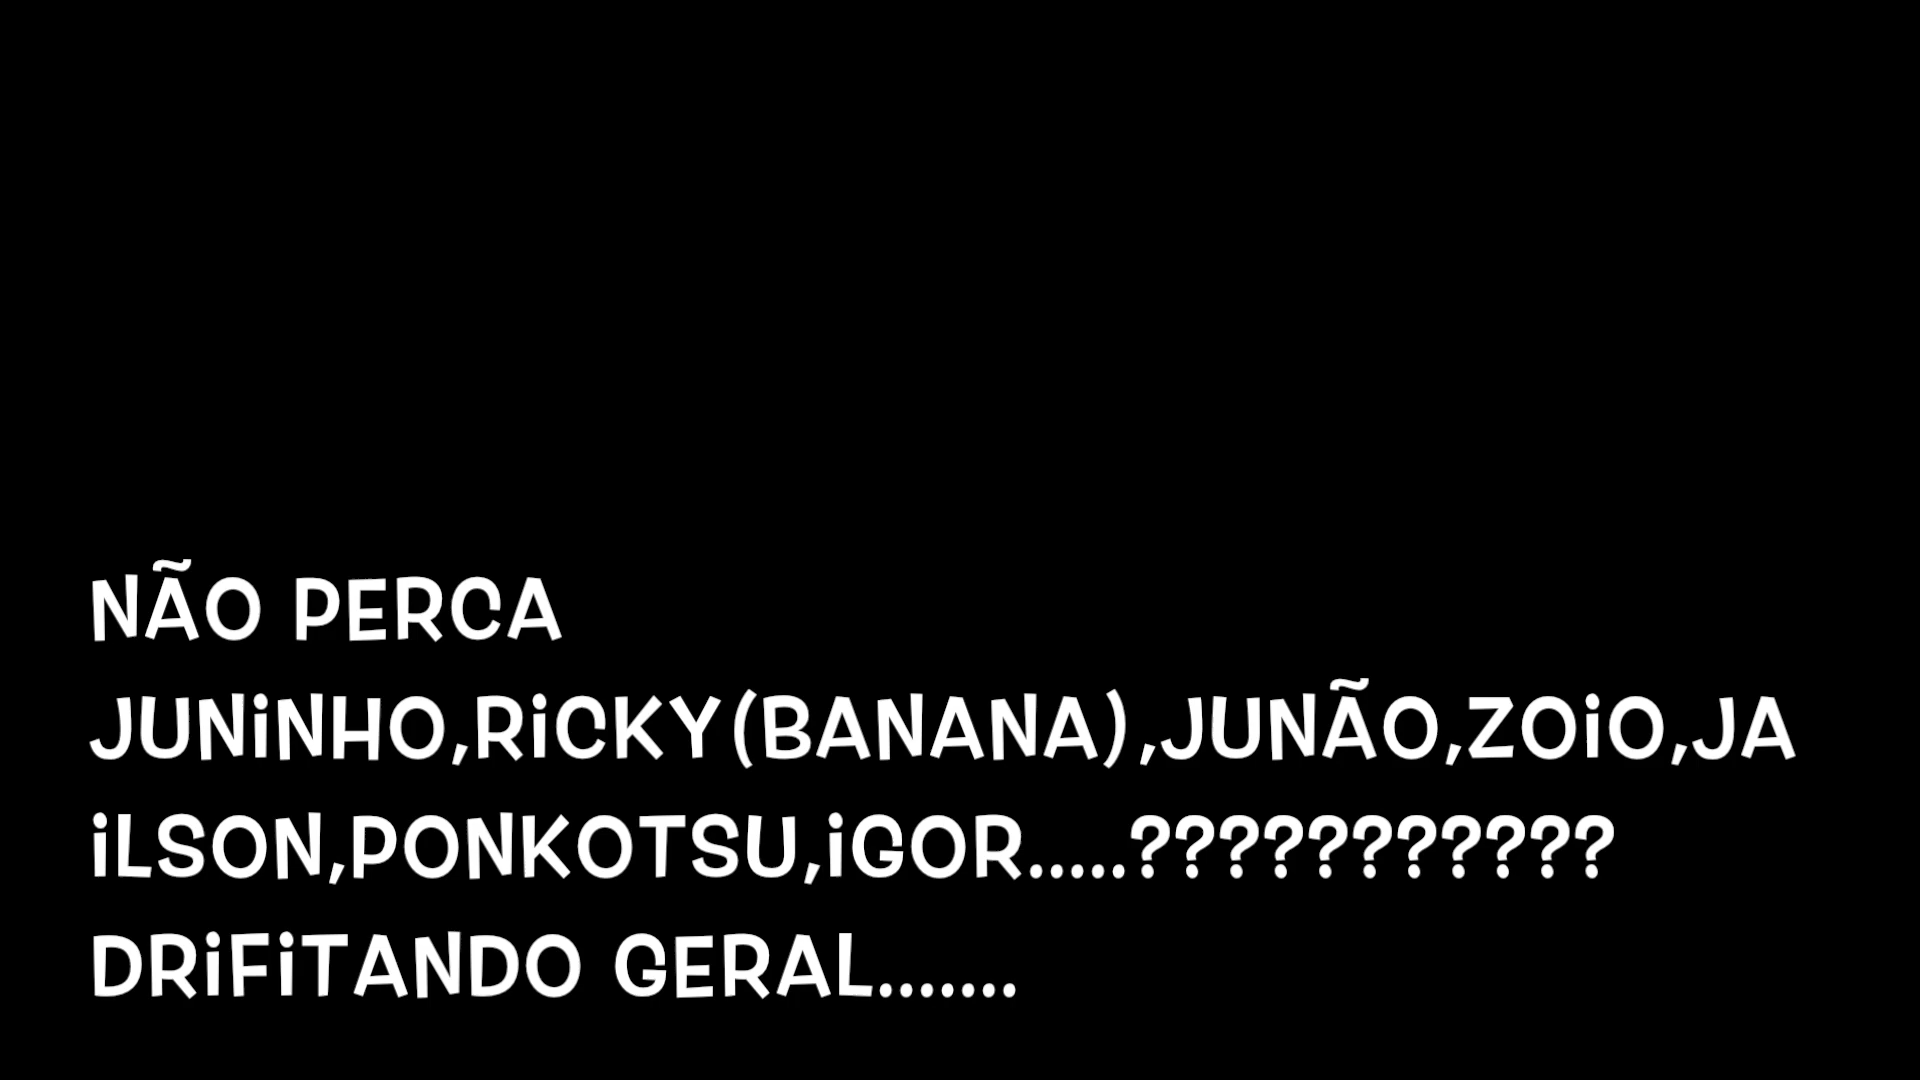 NÃO PERCA
JUNiNHO,RiCKY(BANANA),JUNÃO,ZOiO,JA
iLSON,PONKOTSU,iGOR.....???????????
DRiFiTANDO GERAL.......